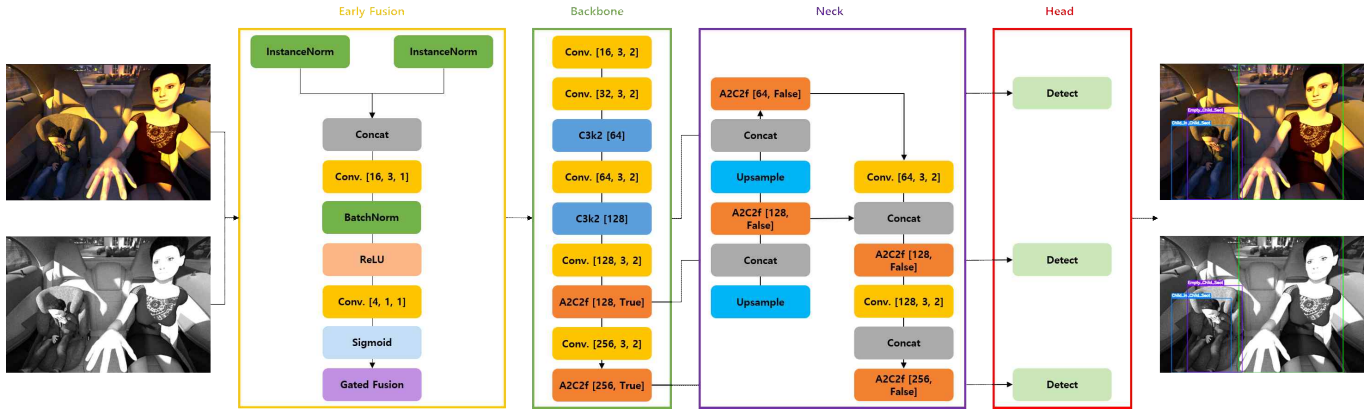 Early Fusion
Backbone
Neck
Head
InstanceNorm
InstanceNorm
Concat
Conv. [16, 3, 1]
BatchNorm
ReLU
Conv. [4, 1, 1]
Sigmoid
Gated Fusion
Conv. [16, 3, 2]
Conv. [32, 3, 2]
C3k2 [64]
Conv. [64, 3, 2]
C3k2 [128]
Conv. [128, 3, 2]
A2C2f [128, True]
Conv. [256, 3, 2]
A2C2f [256, True]
A2C2f [64, False]
Concat
Upsample
A2C2f [128,
False]
Concat
Upsample
Conv. [64, 3, 2]
Concat
A2C2f [128,
False]
Conv. [128, 3, 2]
Concat
A2C2f [256,
False]
Detect
Detect
Detect
Empty_Child_Seat
Child_in_Child_Seat
Empty_Child_Seat
Child_in_Child_Seat